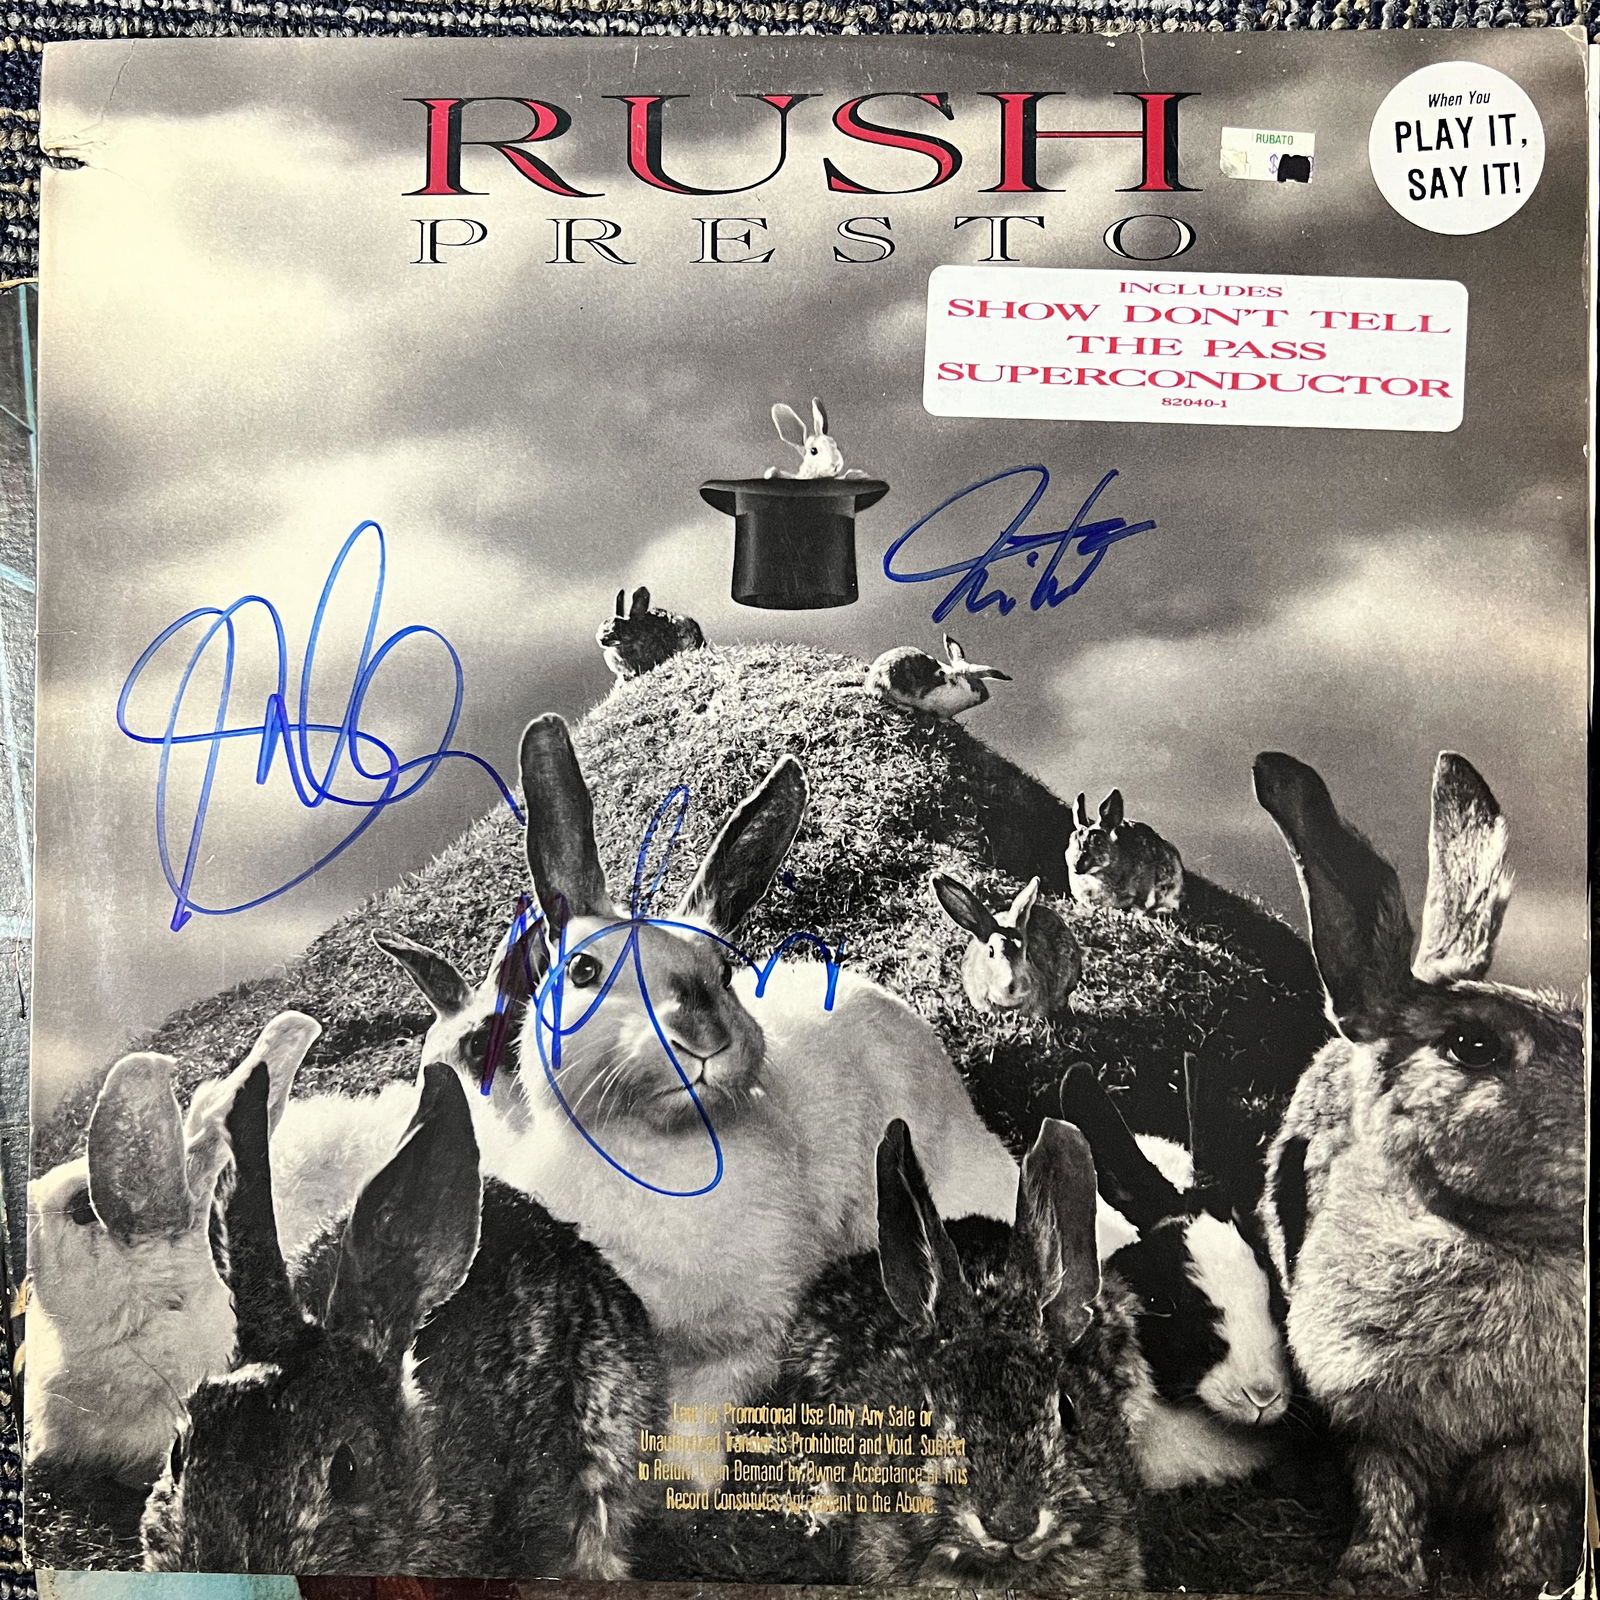 RUSH
PRESTO
RUBATO
$
When You
PLAY IT,
SAY IT!
INCLUDES
SHOW DON'T TELL
THE PASS
SUPERCONDUCTOR
82040-1
Lent for Promotional Use Only. Any Sale or
Unauthorized Transfer is Prohibited and Void. Subject
to Return Upon Demand by Owner. Acceptance of This
Record Constitutes Agreement to the Above.